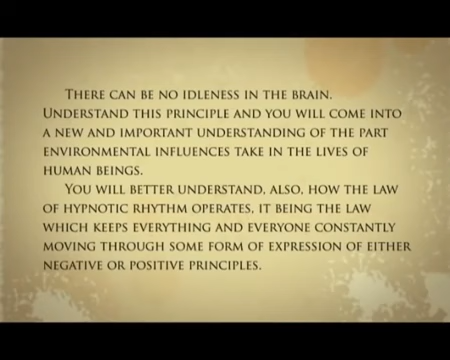 THERE CAN BE NO IDLENESS IN THE BRAIN.
UNDERSTAND THIS PRINCIPLE AND YOU WILL COME INTO
A NEW AND IMPORTANT UNDERSTANDING OF THE PART
ENVIRONMENTAL INFLUENCES TAKE IN THE LIVES OF
HUMAN BEINGS.
YOU WILL BETTER UNDERSTAND, ALSO, HOW THE LAW
OF HYPNOTIC RHYTHM OPERATES, IT BEING THE LAW
WHICH KEEPS EVERYTHING AND EVERYONE CONSTANTLY
MOVING THROUGH SOME FORM OF EXPRESSION OF EITHER
NEGATIVE OR POSITIVE PRINCIPLES.